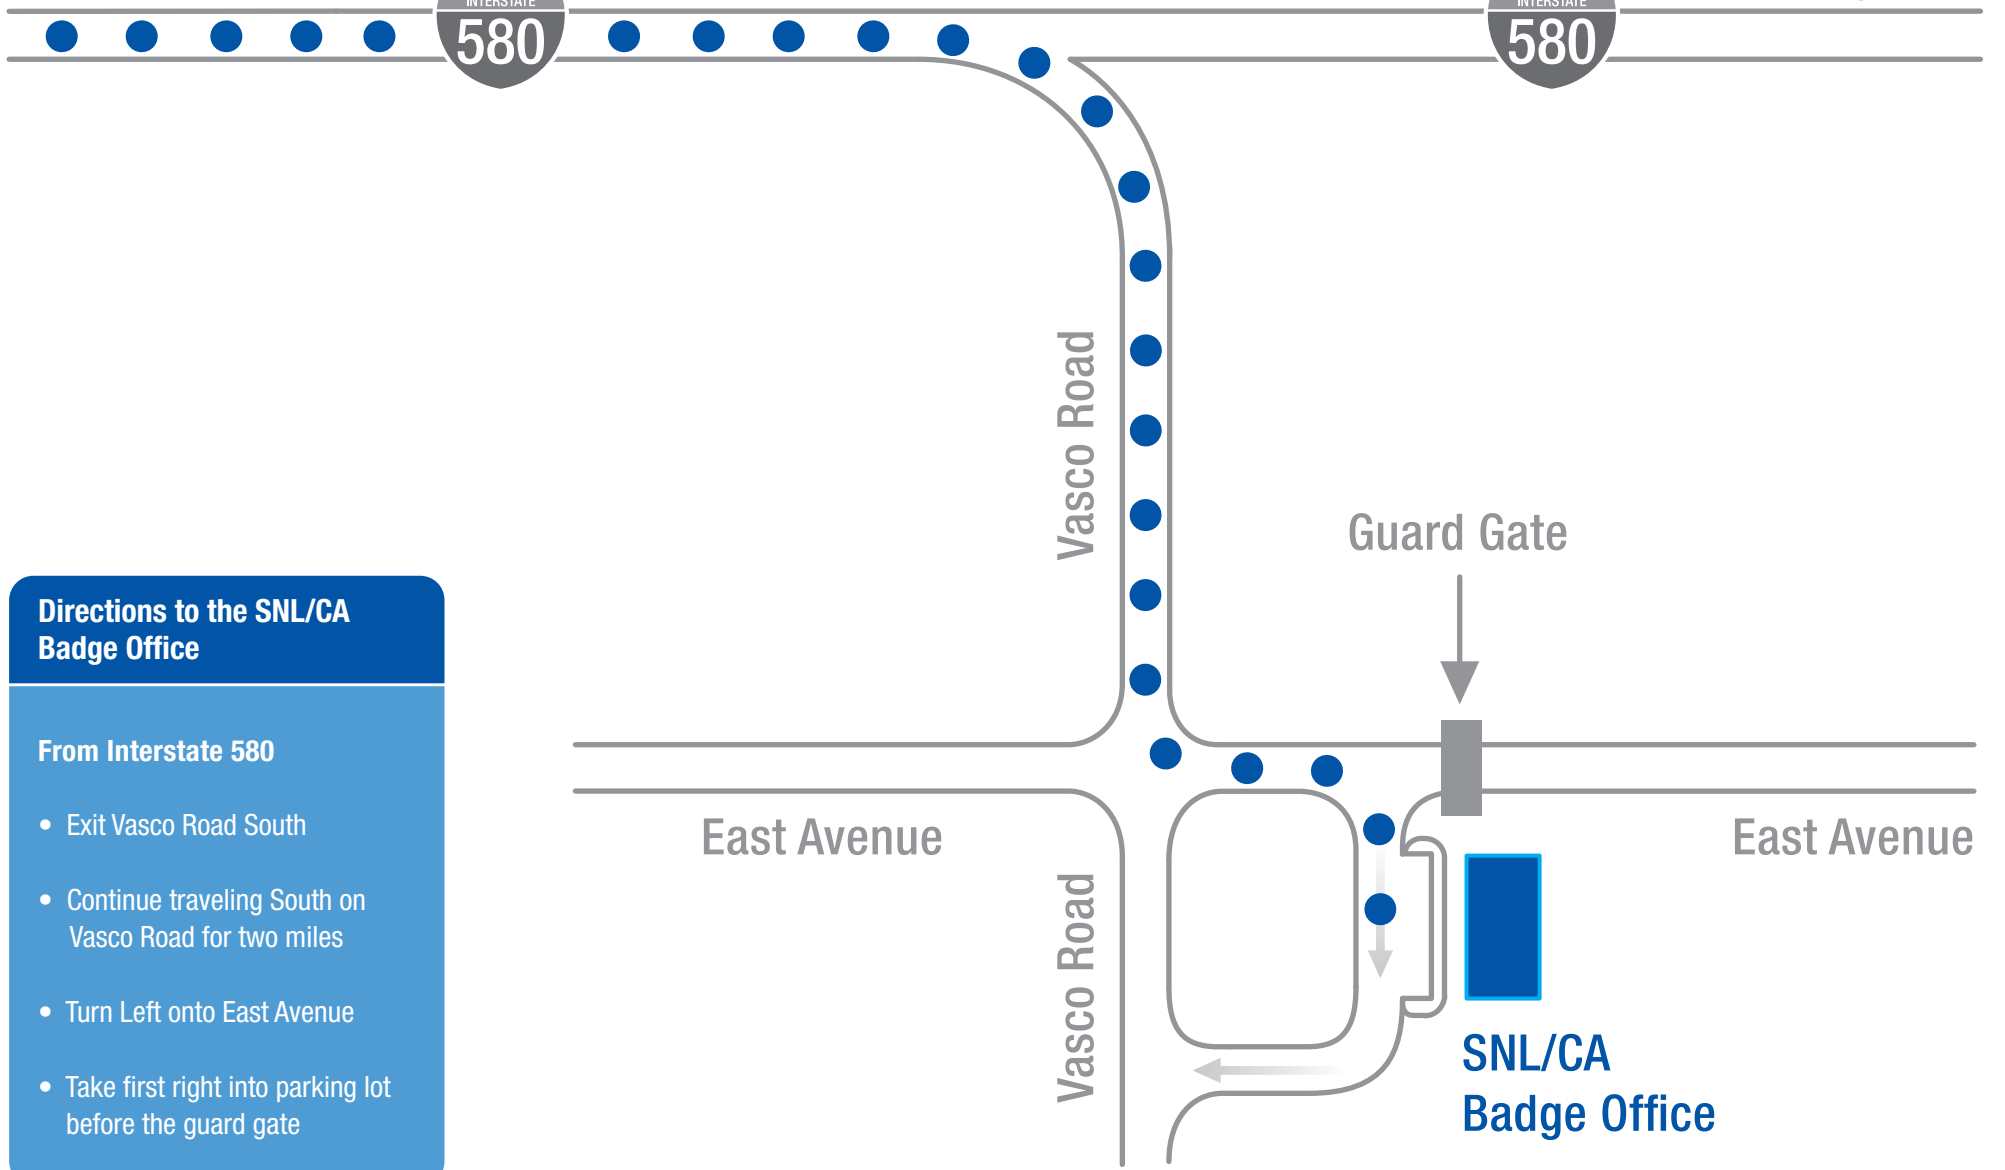 INTERSTATE
580
INTERSTATE
580
Vasco Road
Guard Gate
Directions to the SNL/CA
Badge Office
From Interstate 580
• Exit Vasco Road South
• Continue traveling South on
Vasco Road for two miles
• Turn Left onto East Avenue
• Take first right into parking lot
before the guard gate
East Avenue
East Avenue
Vasco Road
SNL/CA
Badge Office